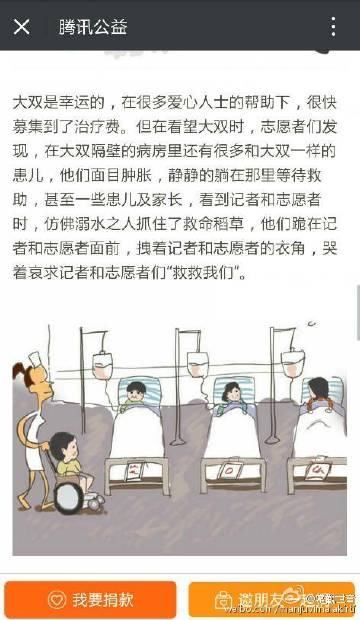 腾讯公益
大双是幸运的，在很多爱心人士的帮助下，很快
募集到了治疗费。但在看望大双时，志愿者们发
现，在大双隔壁的病房里还有很多和大双一样的
患儿，他们面目肿胀，静静的躺在那里等待救
助，甚至一些患儿及家长，看到记者和志愿者
时，仿佛溺水之人抓住了救命稻草，他们跪在记
者和志愿者面前，拽着记者和志愿者的衣角，哭
着哀求记者和志愿者们“救救我们”。
我要捐款
邀朋友一